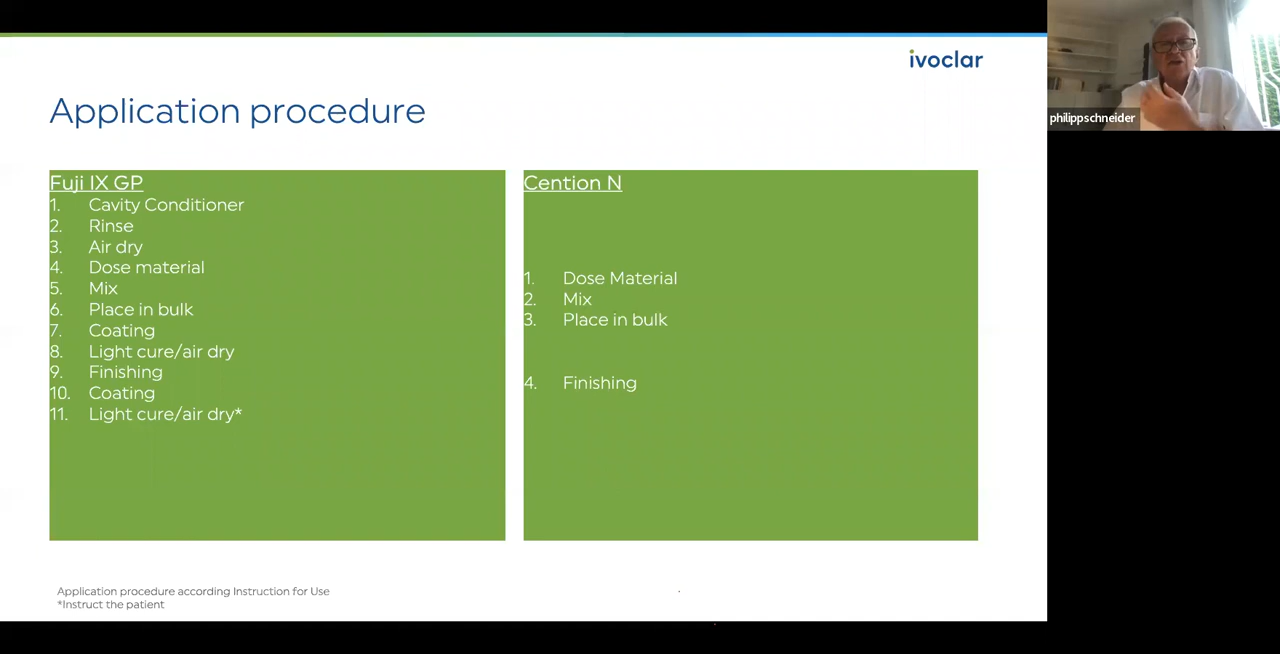 ivoclar
philippschneider
Application procedure
Fuji IX GP
1. Cavity Conditioner
2. Rinse
3. Air dry
4. Dose material
5. Mix
6. Place in bulk
7. Coating
8. Light cure/air dry
9. Finishing
10. Coating
11. Light cure/air dry*
Cention N
1. Dose Material
2. Mix
3. Place in bulk
4. Finishing
Application procedure according Instruction for Use
*Instruct the patient